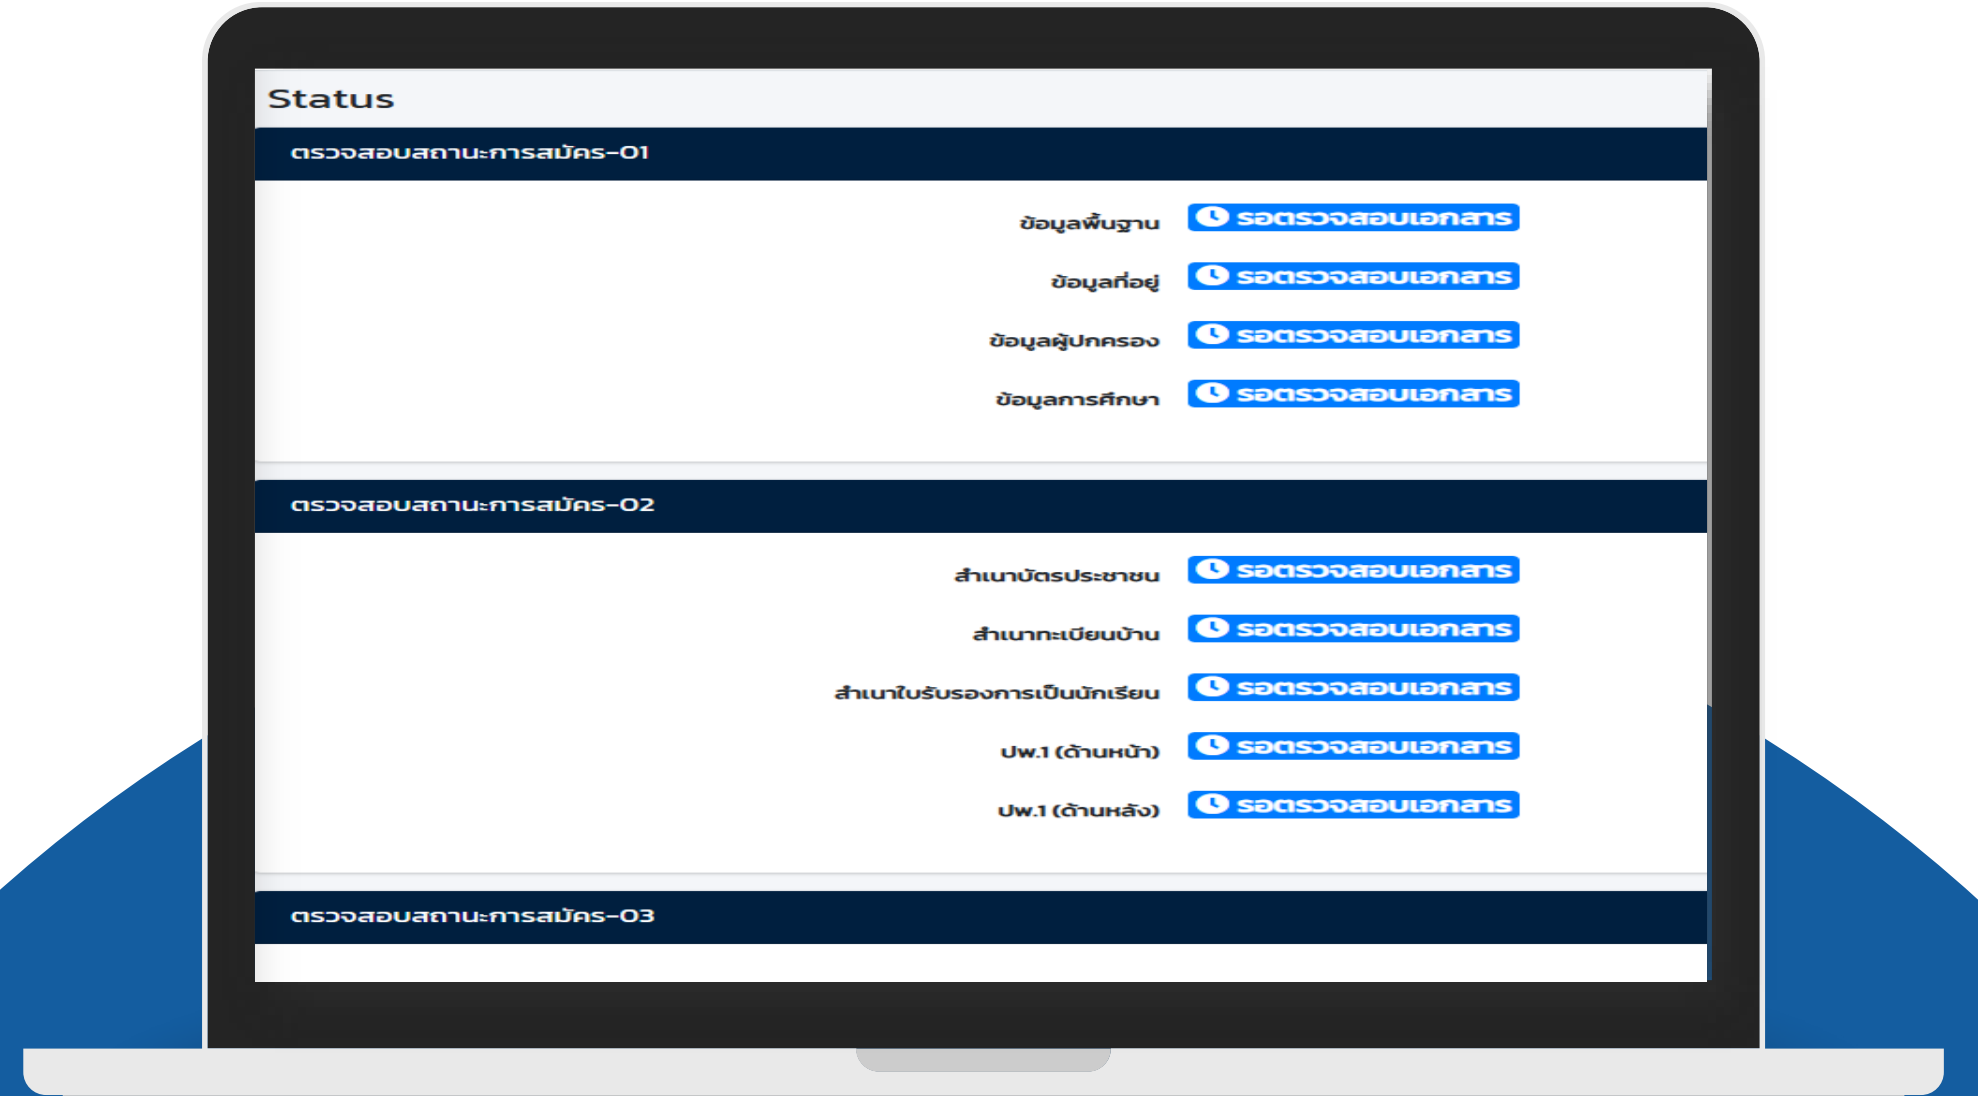 Status
ตรวจสอบสถานะการสมัคร-01
ข้อมูลพื้นฐาน รอตรวจสอบเอกสาร
ข้อมูลที่อยู่ รอตรวจสอบเอกสาร
ข้อมูลผู้ปกครอง รอตรวจสอบเอกสาร
ข้อมูลการศึกษา รอตรวจสอบเอกสาร
ตรวจสอบสถานะการสมัคร-02
สำเนาบัตรประชาชน รอตรวจสอบเอกสาร
สำเนาทะเบียนบ้าน รอตรวจสอบเอกสาร
สำเนาใบรับรองการเป็นนักเรียน รอตรวจสอบเอกสาร
ปพ.1 (ด้านหน้า) รอตรวจสอบเอกสาร
ปพ.1 (ด้านหลัง) รอตรวจสอบเอกสาร
ตรวจสอบสถานะการสมัคร-03